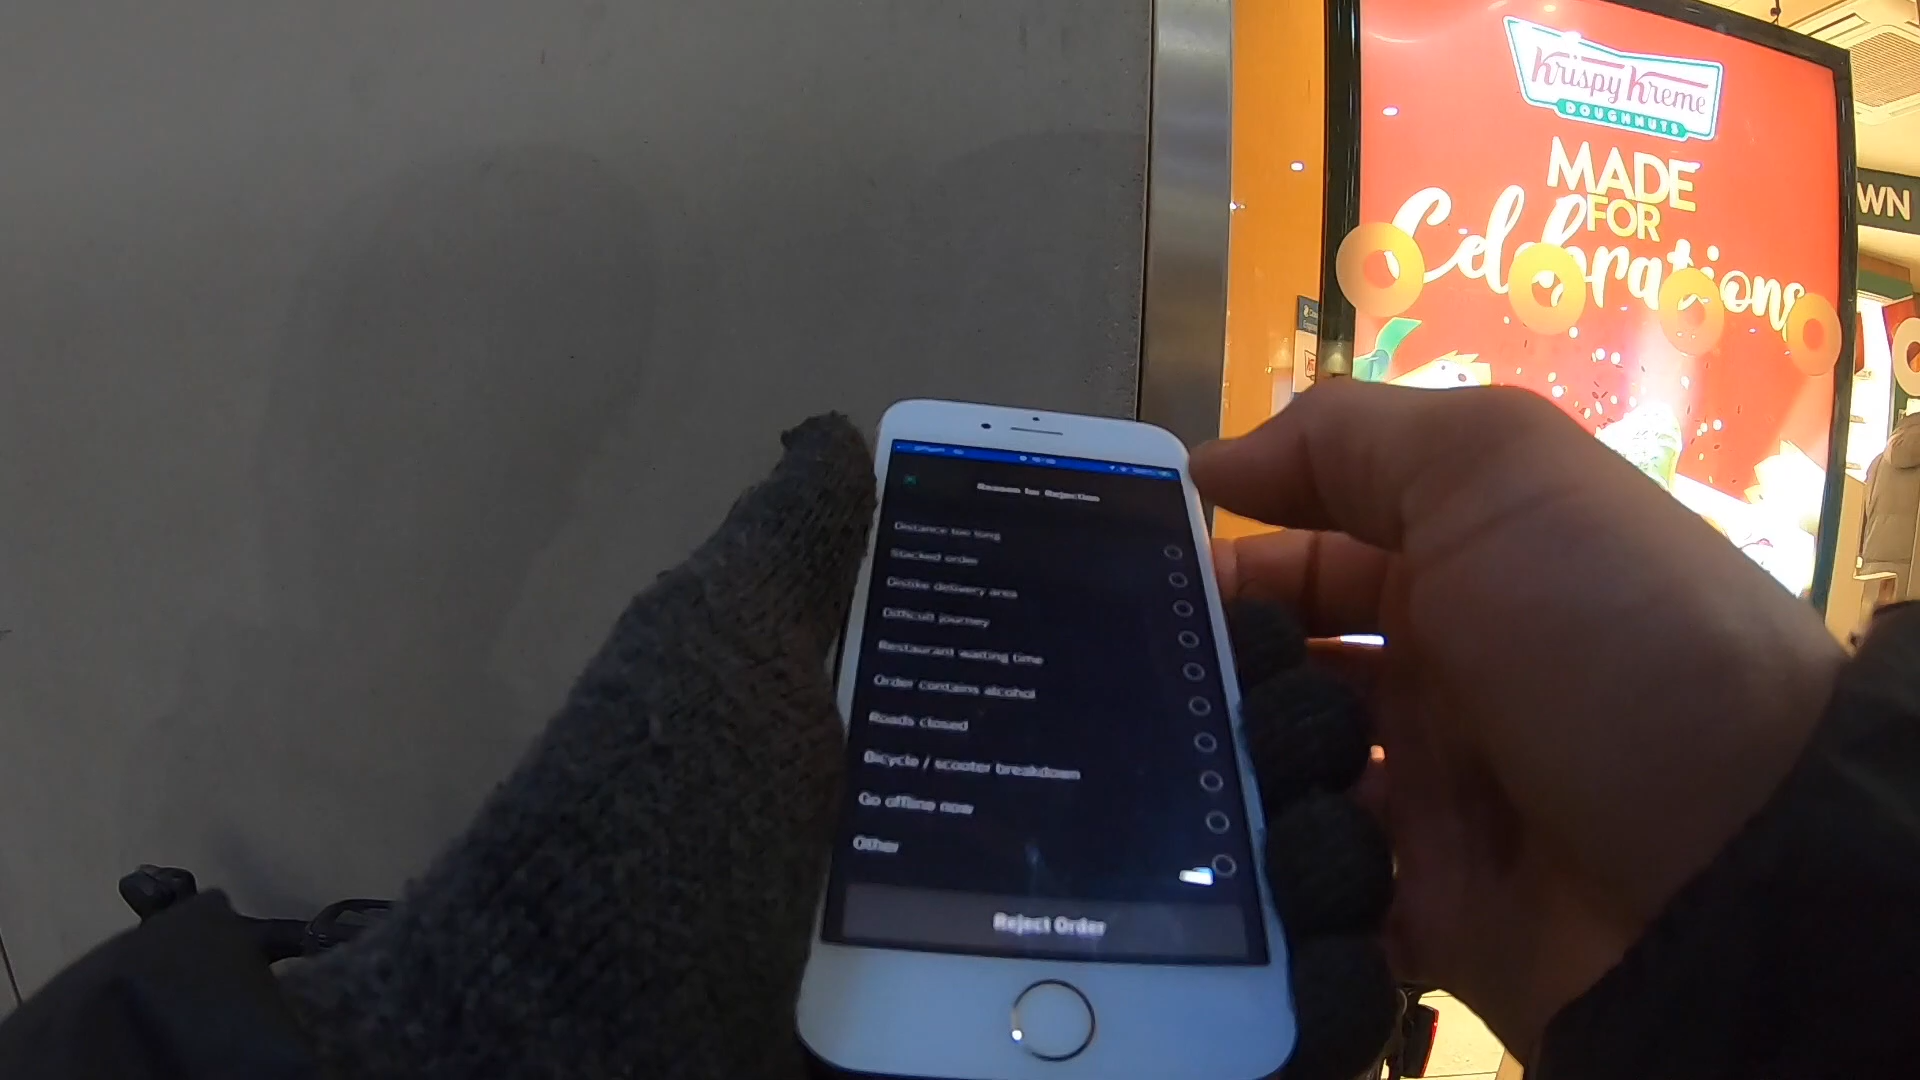 Krispy Kreme
DOUGHNUTS
MADE
FOR
Celebrations
WN
Reason for Rejection
Distance too long
Stacked order
Dislike delivery area
Difficult journey
Restaurant waiting time
Order contains alcohol
Roads closed
Bicycle / scooter breakdown
Go offline now
Other
Reject Order